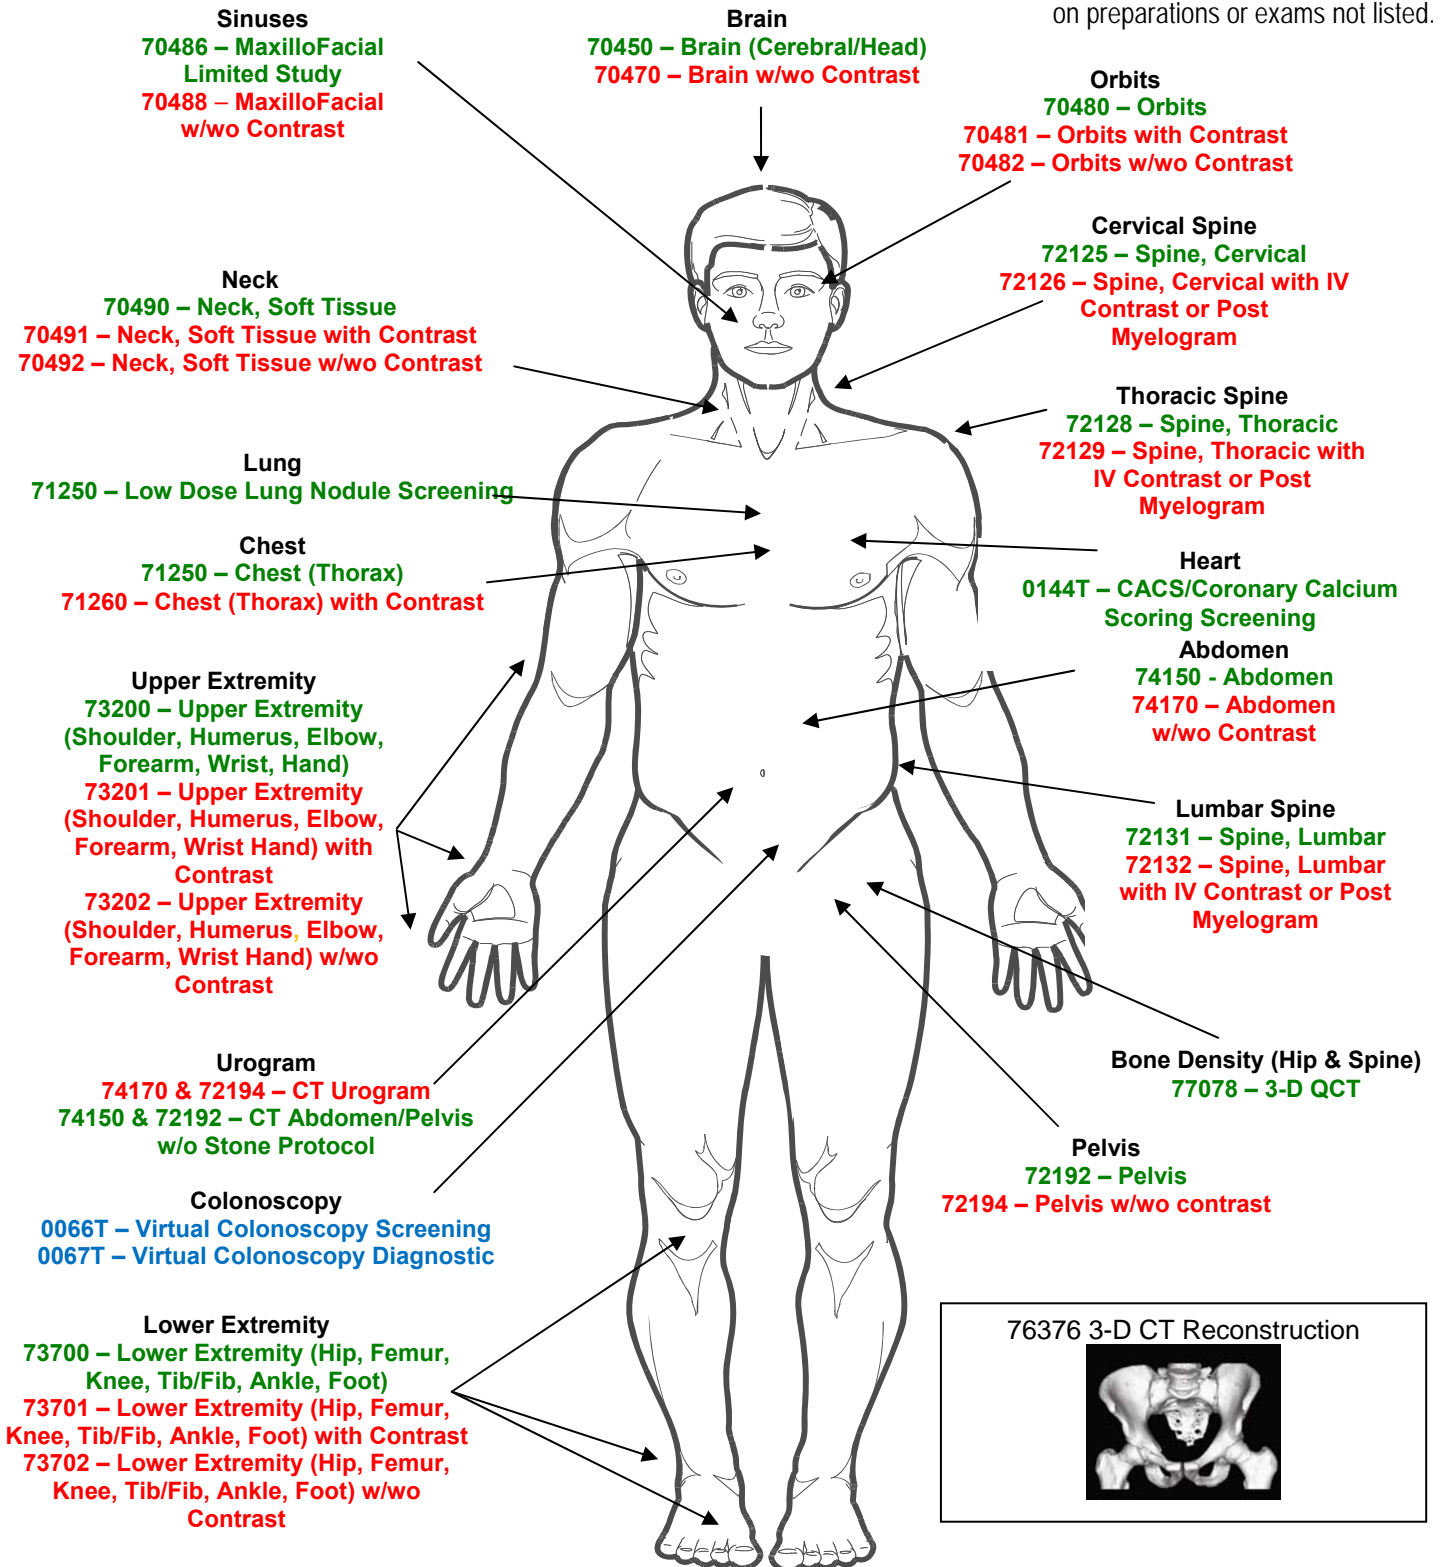 on preparations or exams not listed.
Sinuses
70486 – MaxilloFacial
Limited Study
70488 – MaxilloFacial
w/wo Contrast
Brain
70450 – Brain (Cerebral/Head)
70470 – Brain w/wo Contrast
Orbits
70480 – Orbits
70481 – Orbits with Contrast
70482 – Orbits w/wo Contrast
Cervical Spine
72125 – Spine, Cervical
72126 – Spine, Cervical with IV
Contrast or Post
Myelogram
Neck
70490 – Neck, Soft Tissue
70491 – Neck, Soft Tissue with Contrast
70492 – Neck, Soft Tissue w/wo Contrast
Thoracic Spine
72128 – Spine, Thoracic
72129 – Spine, Thoracic with
IV Contrast or Post
Myelogram
Lung
71250 – Low Dose Lung Nodule Screening
Chest
71250 – Chest (Thorax)
71260 – Chest (Thorax) with Contrast
Heart
0144T – CACS/Coronary Calcium
Scoring Screening
Abdomen
74150 - Abdomen
74170 – Abdomen
w/wo Contrast
Upper Extremity
73200 – Upper Extremity
(Shoulder, Humerus, Elbow,
Forearm, Wrist, Hand)
73201 – Upper Extremity
(Shoulder, Humerus, Elbow,
Forearm, Wrist Hand) with
Contrast
73202 – Upper Extremity
(Shoulder, Humerus, Elbow,
Forearm, Wrist Hand) w/wo
Contrast
Lumbar Spine
72131 – Spine, Lumbar
72132 – Spine, Lumbar
with IV Contrast or Post
Myelogram
Urogram
74170 & 72194 – CT Urogram
74150 & 72192 – CT Abdomen/Pelvis
w/o Stone Protocol
Bone Density (Hip & Spine)
77078 – 3-D QCT
Pelvis
72192 – Pelvis
72194 – Pelvis w/wo contrast
Colonoscopy
0066T – Virtual Colonoscopy Screening
0067T – Virtual Colonoscopy Diagnostic
Lower Extremity
73700 – Lower Extremity (Hip, Femur,
Knee, Tib/Fib, Ankle, Foot)
73701 – Lower Extremity (Hip, Femur,
Knee, Tib/Fib, Ankle, Foot) with Contrast
73702 – Lower Extremity (Hip, Femur,
Knee, Tib/Fib, Ankle, Foot) w/wo
Contrast
76376 3-D CT Reconstruction